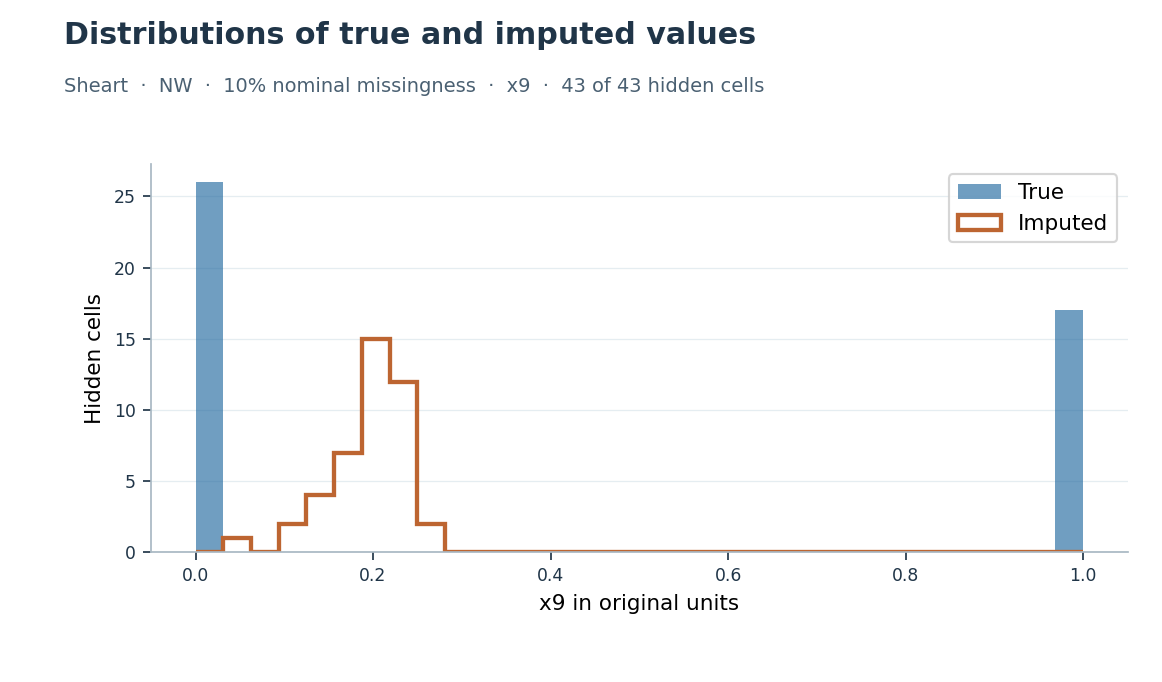 Distributions of true and imputed values
Sheart · NW · 10% nominal missingness · x9 · 43 of 43 hidden cells
True
Imputed
Hidden cells
25
20
15
10
5
0
0.0 0.2 0.4 0.6 0.8 1.0
x9 in original units